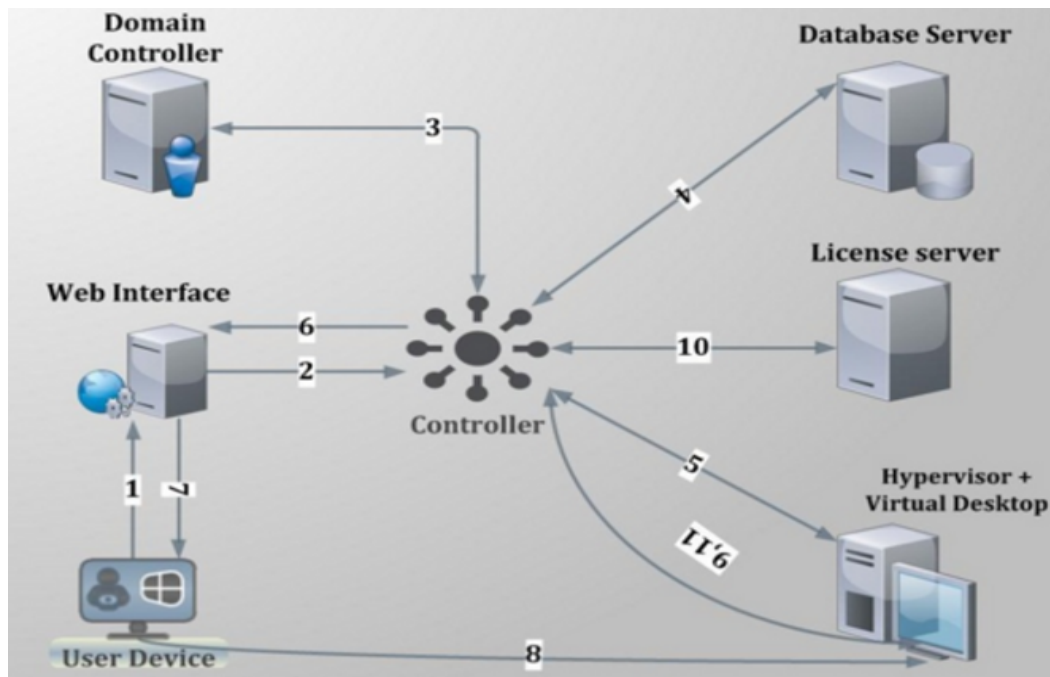 Domain
Controller
Database Server
3
4
License server
Web Interface
6
10
2
Controller
1
7
5
Hypervisor +
Virtual Desktop
9,11
8
User Device